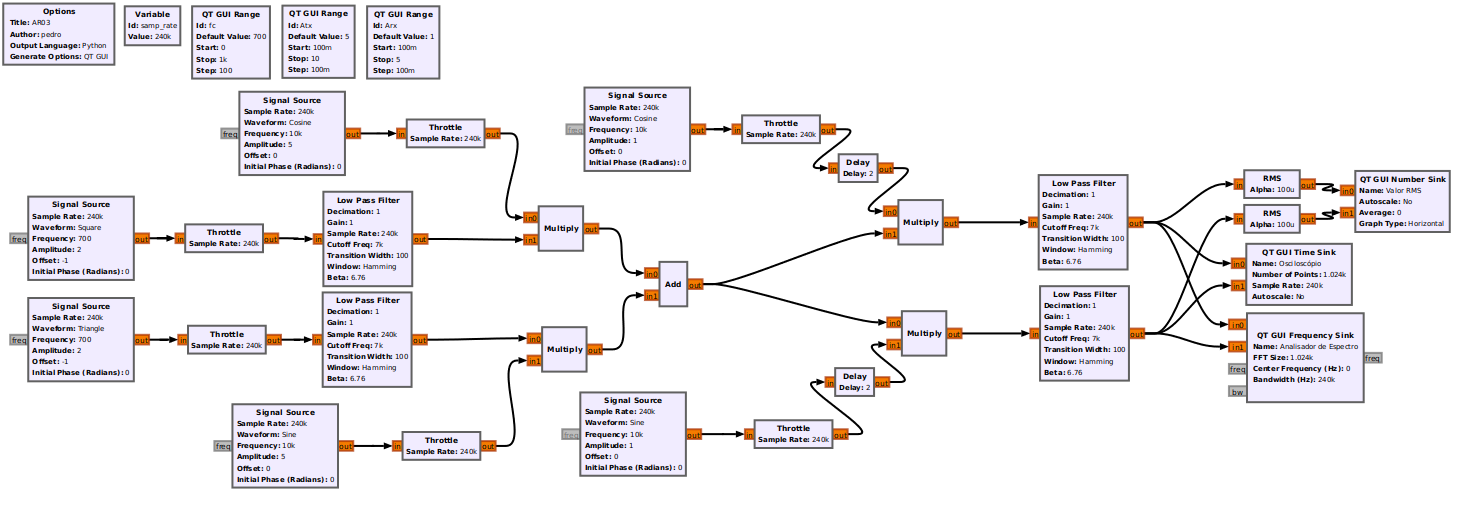 Options
Title: AR03
Author: pedro
Output Language: Python
Generate Options: QT GUI
Variable
Id: samp_rate
Value: 240k
QT GUI Range
Id: fc
Default Value: 700
Start: 0
Stop: 1k
Step: 100
QT GUI Range
Id: Atx
Default Value: 5
Start: 100m
Stop: 10
Step: 100m
QT GUI Range
Id: Arx
Default Value: 1
Start: 100m
Stop: 5
Step: 100m
Signal Source
Sample Rate: 240k
Waveform: Cosine
Frequency: 10k
Amplitude: 5
Offset: 0
Initial Phase (Radians): 0
freq
out
in
Throttle
Sample Rate: 240k
out
Signal Source
Sample Rate: 240k
Waveform: Cosine
Frequency: 10k
Amplitude: 1
Offset: 0
Initial Phase (Radians): 0
freq
out
in
Throttle
Sample Rate: 240k
out
in
Delay
Delay: 2
out
Signal Source
Sample Rate: 240k
Waveform: Square
Frequency: 700
Amplitude: 2
Offset: -1
Initial Phase (Radians): 0
freq
out
in
Throttle
Sample Rate: 240k
out
in
Low Pass Filter
Decimation: 1
Gain: 1
Sample Rate: 240k
Cutoff Freq: 7k
Transition Width: 100
Window: Hamming
Beta: 6.76
out
in0
in1
Multiply
out
in0
in1
Add
out
in0
in1
Multiply
out
in
Low Pass Filter
Decimation: 1
Gain: 1
Sample Rate: 240k
Cutoff Freq: 7k
Transition Width: 100
Window: Hamming
Beta: 6.76
out
in
RMS
Alpha: 100u
out
in
RMS
Alpha: 100u
out
in0
in1
QT GUI Number Sink
Name: Valor RMS
Autoscale: No
Average: 0
Graph Type: Horizontal
in0
in1
QT GUI Time Sink
Name: Osciloscópio
Number of Points: 1.024k
Sample Rate: 240k
Autoscale: No
Signal Source
Sample Rate: 240k
Waveform: Triangle
Frequency: 700
Amplitude: 2
Offset: -1
Initial Phase (Radians): 0
freq
out
in
Throttle
Sample Rate: 240k
out
in
Low Pass Filter
Decimation: 1
Gain: 1
Sample Rate: 240k
Cutoff Freq: 7k
Transition Width: 100
Window: Hamming
Beta: 6.76
out
in0
in1
Multiply
out
in0
in1
Multiply
out
in
Low Pass Filter
Decimation: 1
Gain: 1
Sample Rate: 240k
Cutoff Freq: 7k
Transition Width: 100
Window: Hamming
Beta: 6.76
out
in0
in1
freq
bw
QT GUI Frequency Sink
Name: Analisador de Espectro
FFT Size: 1.024k
Center Frequency (Hz): 0
Bandwidth (Hz): 240k
freq
Signal Source
Sample Rate: 240k
Waveform: Sine
Frequency: 10k
Amplitude: 5
Offset: 0
Initial Phase (Radians): 0
freq
out
in
Throttle
Sample Rate: 240k
out
Signal Source
Sample Rate: 240k
Waveform: Sine
Frequency: 10k
Amplitude: 1
Offset: 0
Initial Phase (Radians): 0
freq
out
in
Throttle
Sample Rate: 240k
out
in
Delay
Delay: 2
out